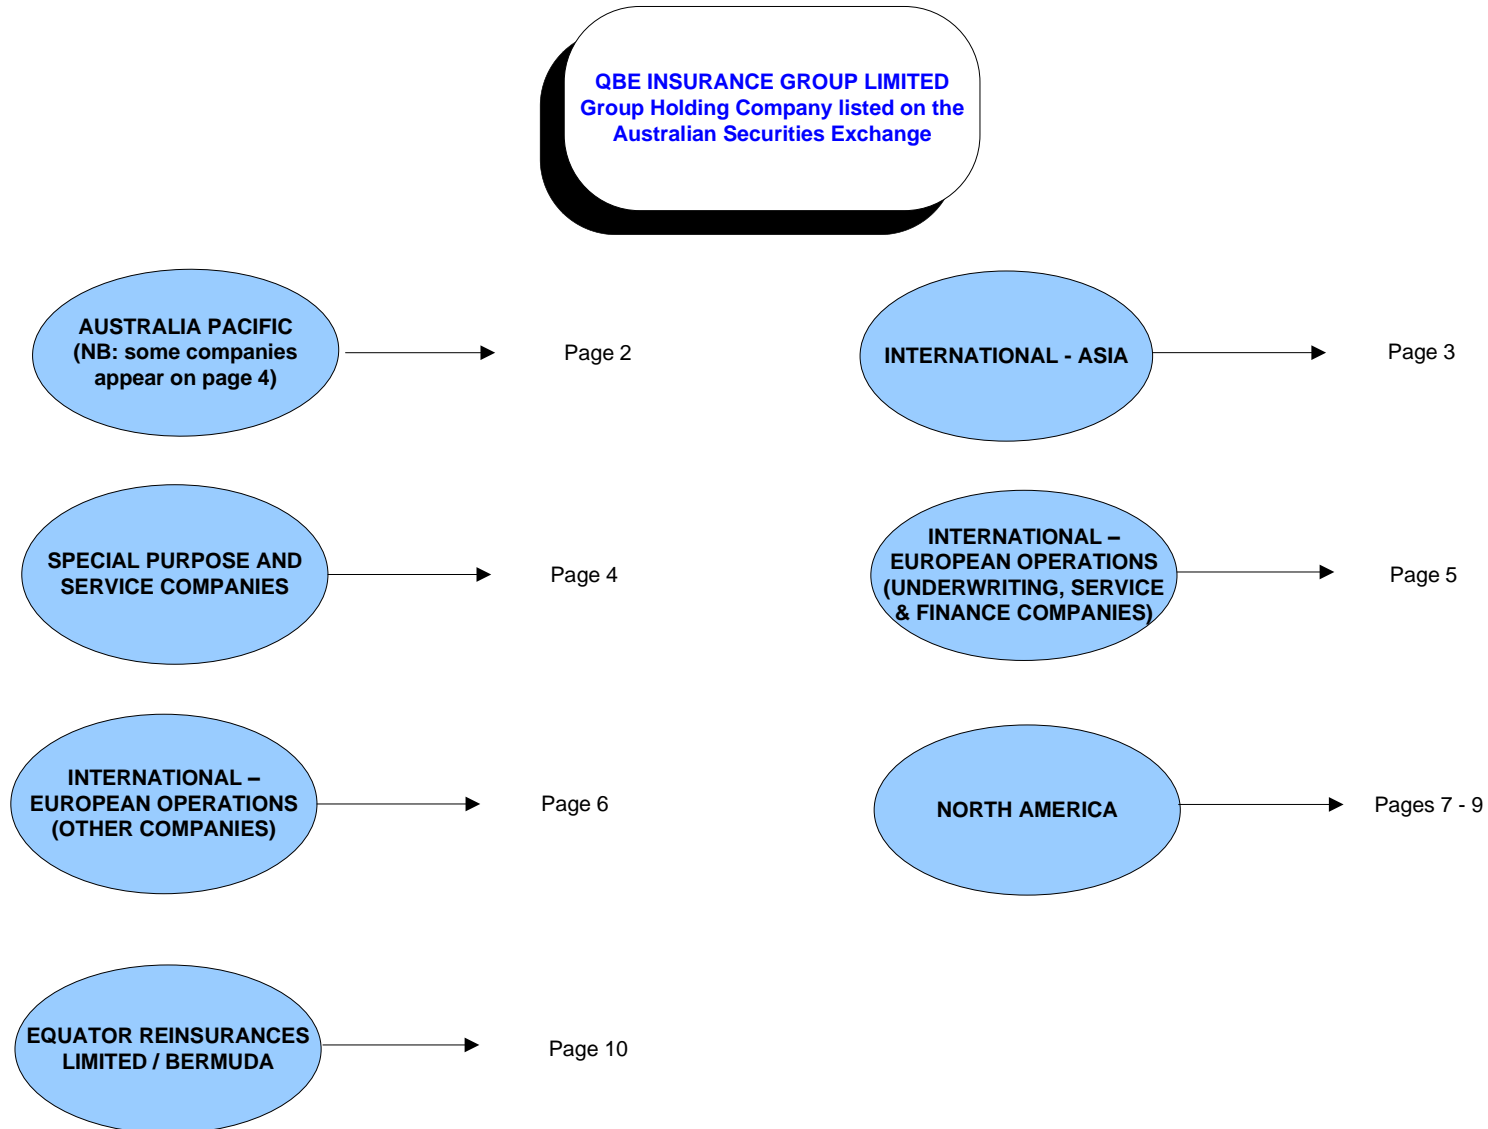 QBE INSURANCE GROUP LIMITED
Group Holding Company listed on the
Australian Securities Exchange
AUSTRALIA PACIFIC
(NB: some companies
appear on page 4)
Page 2
INTERNATIONAL - ASIA
Page 3
SPECIAL PURPOSE AND
SERVICE COMPANIES
Page 4
INTERNATIONAL –
EUROPEAN OPERATIONS
(UNDERWRITING, SERVICE
& FINANCE COMPANIES)
Page 5
INTERNATIONAL –
EUROPEAN OPERATIONS
(OTHER COMPANIES)
Page 6
NORTH AMERICA
Pages 7 - 9
EQUATOR REINSURANCES
LIMITED / BERMUDA
Page 10